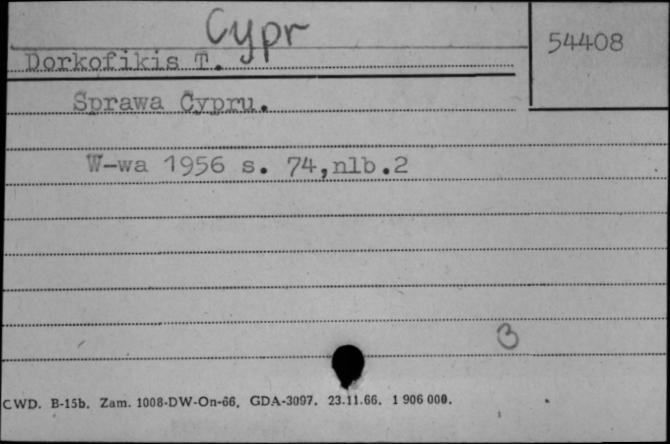 Cypr
54408
Dorkofikis T.
Sprawa Cypru.
W-wa 1956 s. 74,nlb.2
3
CWD. B-15b. Zam. 1008-DW-On-66. GDA-3097. 23.11.66. 1 906 000.